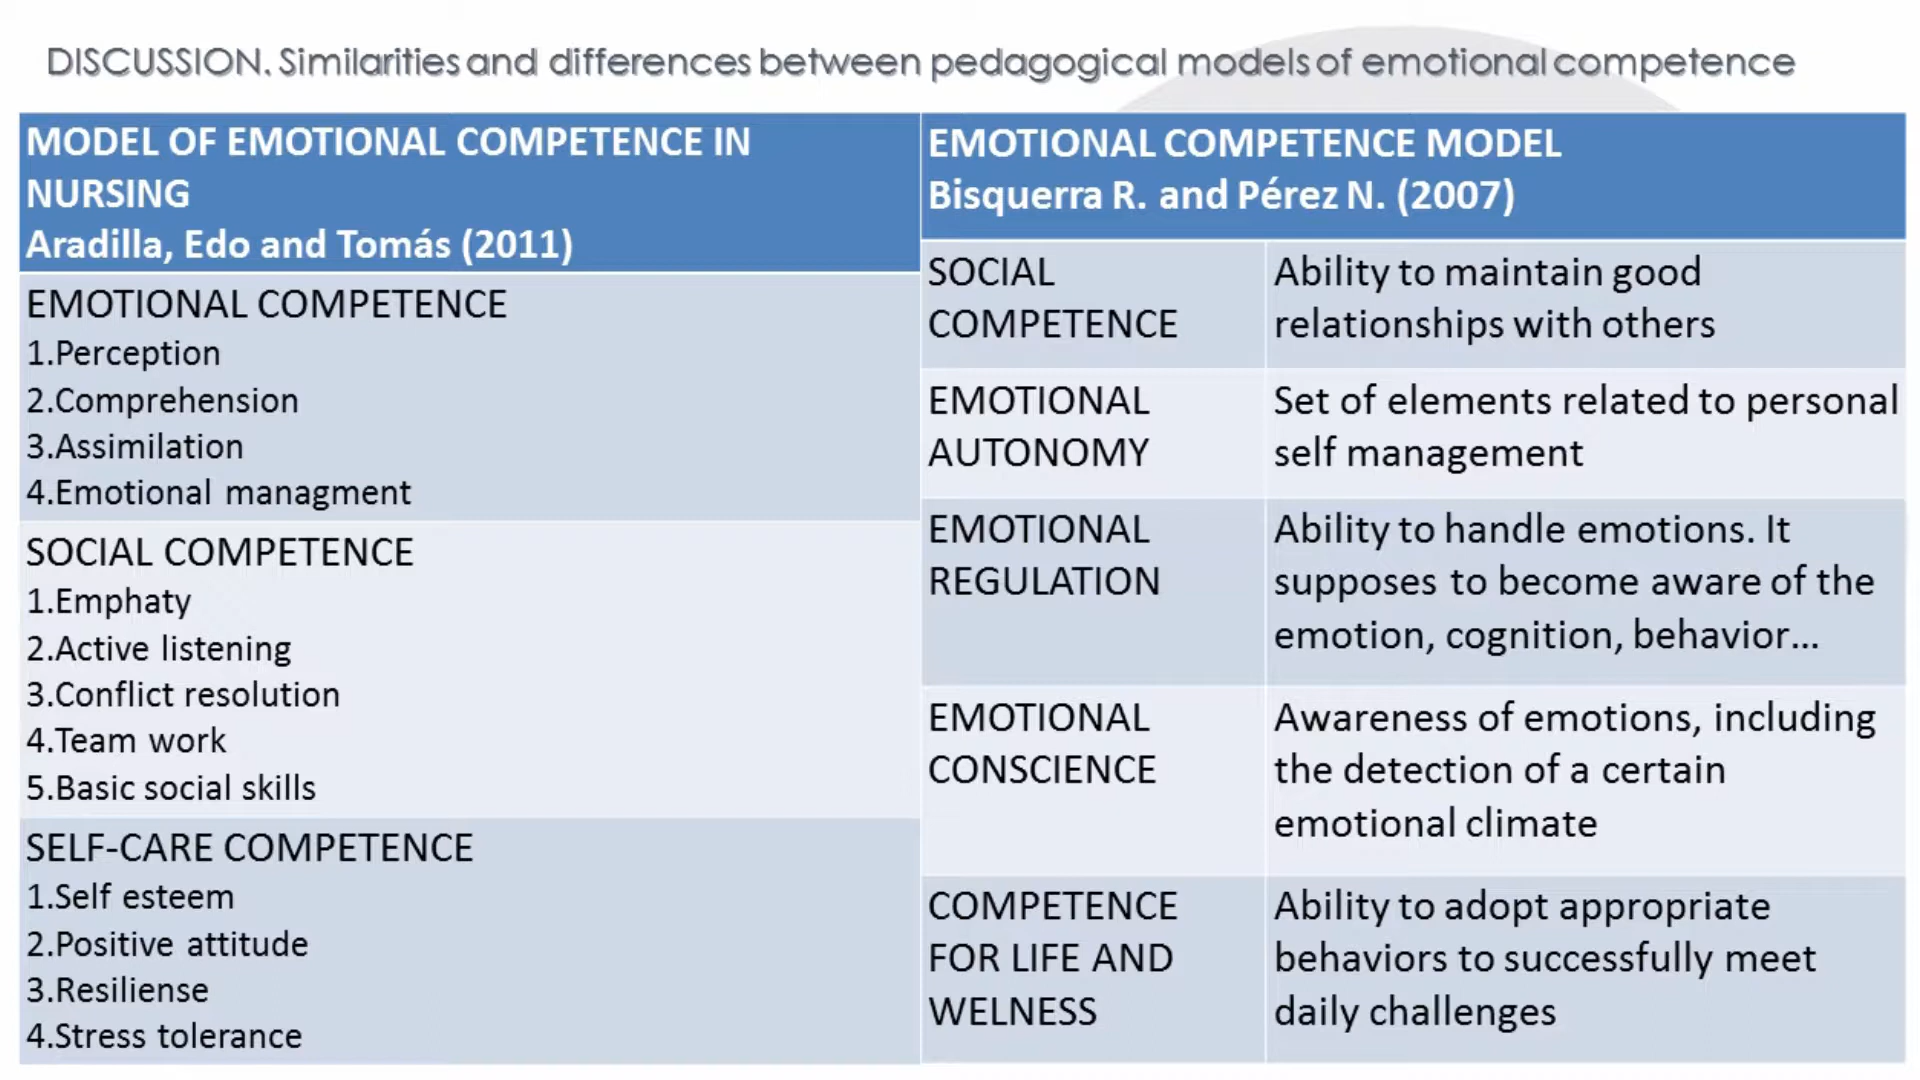 DISCUSSION. Similarities and differences between pedagogical models of emotional competence
MODEL OF EMOTIONAL COMPETENCE IN
NURSING
Aradilla, Edo and Tomás (2011)
EMOTIONAL COMPETENCE
1.Perception
2.Comprehension
3.Assimilation
4.Emotional managment
SOCIAL COMPETENCE
1.Emphaty
2.Active listening
3.Conflict resolution
4.Team work
5.Basic social skills
SELF-CARE COMPETENCE
1.Self esteem
2.Positive attitude
3.Resiliense
4.Stress tolerance
EMOTIONAL COMPETENCE MODEL
Bisquerra R. and Pérez N. (2007)
SOCIAL
COMPETENCE
Ability to maintain good
relationships with others
EMOTIONAL
AUTONOMY
Set of elements related to personal
self management
EMOTIONAL
REGULATION
Ability to handle emotions. It
supposes to become aware of the
emotion, cognition, behavior...
EMOTIONAL
CONSCIENCE
Awareness of emotions, including
the detection of a certain
emotional climate
COMPETENCE
FOR LIFE AND
WELNESS
Ability to adopt appropriate
behaviors to successfully meet
daily challenges